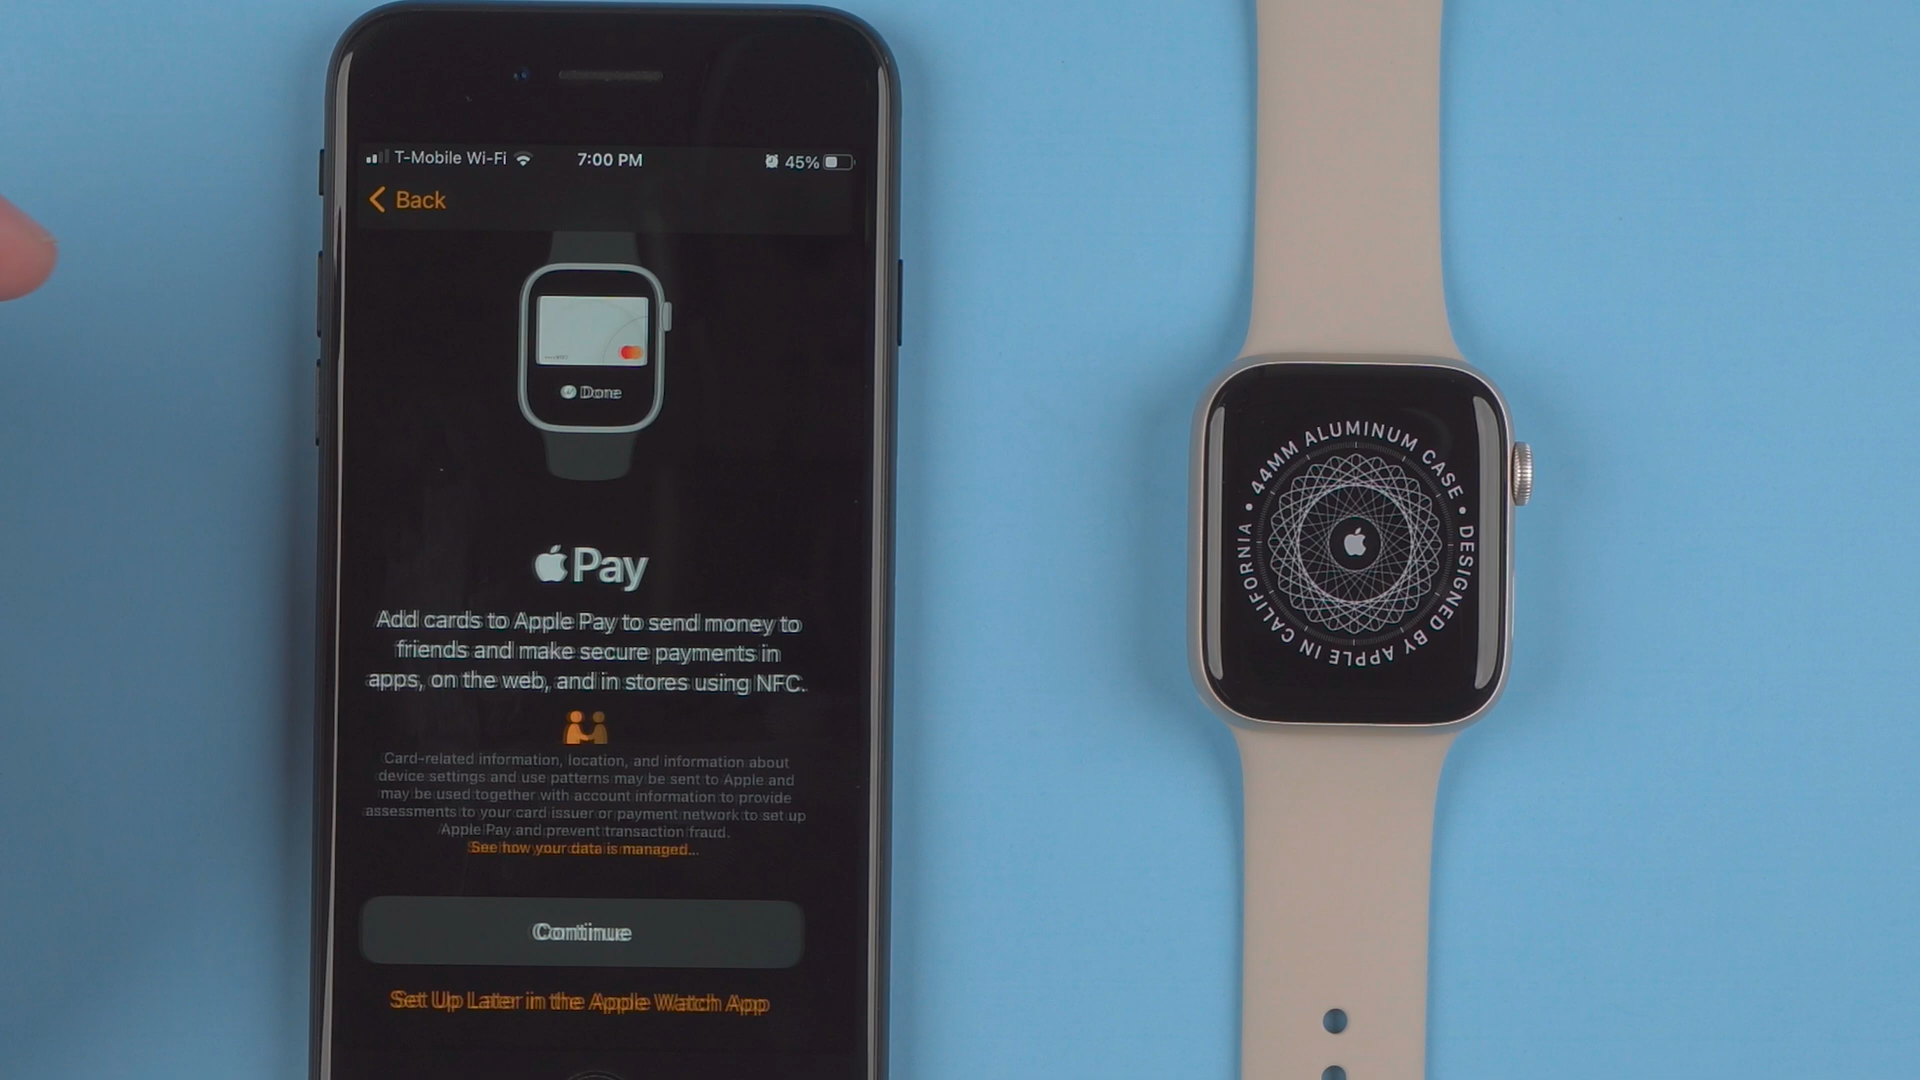 T-Mobile Wi-Fi 7:00 PM 45%
Back
Done
Pay
Add cards to Apple Pay to send money to
friends and make secure payments in
apps, on the web, and in stores using NFC.
Card-related information, location, and information about
device settings and use patterns may be sent to Apple and
may be used together with account information to provide
assessments to your card issuer or payment network to set up
Apple Pay and prevent transaction fraud.
See how your data is managed...
Continue
Set Up Later in the Apple Watch App
44MM ALUMINUM CASE • DESIGNED BY APPLE IN CALIFORNIA •